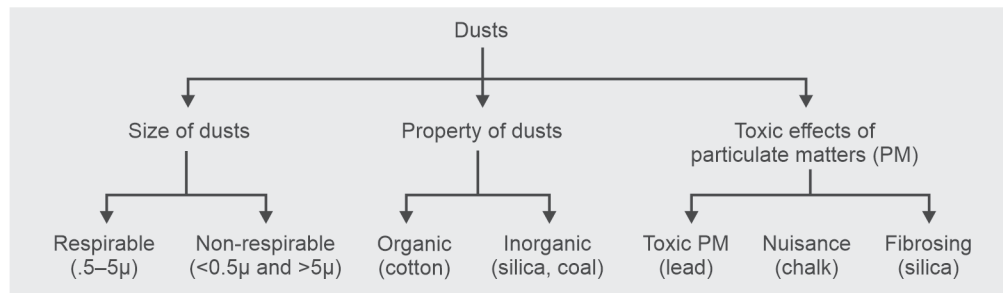 Dusts
Size of dusts
Property of dusts
Toxic effects of
particulate matters (PM)
Respirable
(.5–5µ)
Non-respirable
(<0.5µ and >5µ)
Organic
(cotton)
Inorganic
(silica, coal)
Toxic PM
(lead)
Nuisance
(chalk)
Fibrosing
(silica)